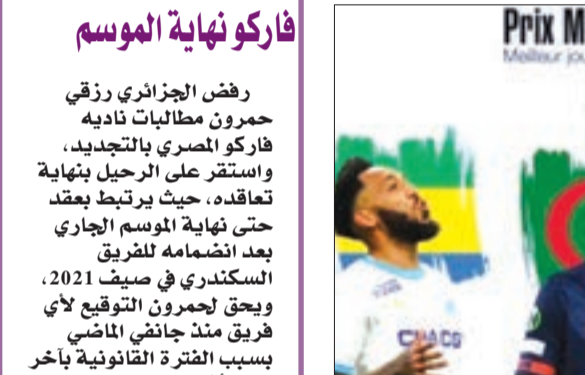 فاركو نهاية الموسم
رفض الجزائري رزقي
حمرون مطالبات ناديه
فاركو المصري بالتجديد،
واستقر على الرحيل بنهاية
تعاقده، حيث يرتبط بعقد
حتى نهاية الموسم الجاري
بعد انضمامه للفريق
السكندري في صيف 2021،
ويحق لحمرون التوقيع لأي
فريق منذ جانفي الماضي
بسبب الفترة القانونية بآخر
Prix M
Meilleur jou